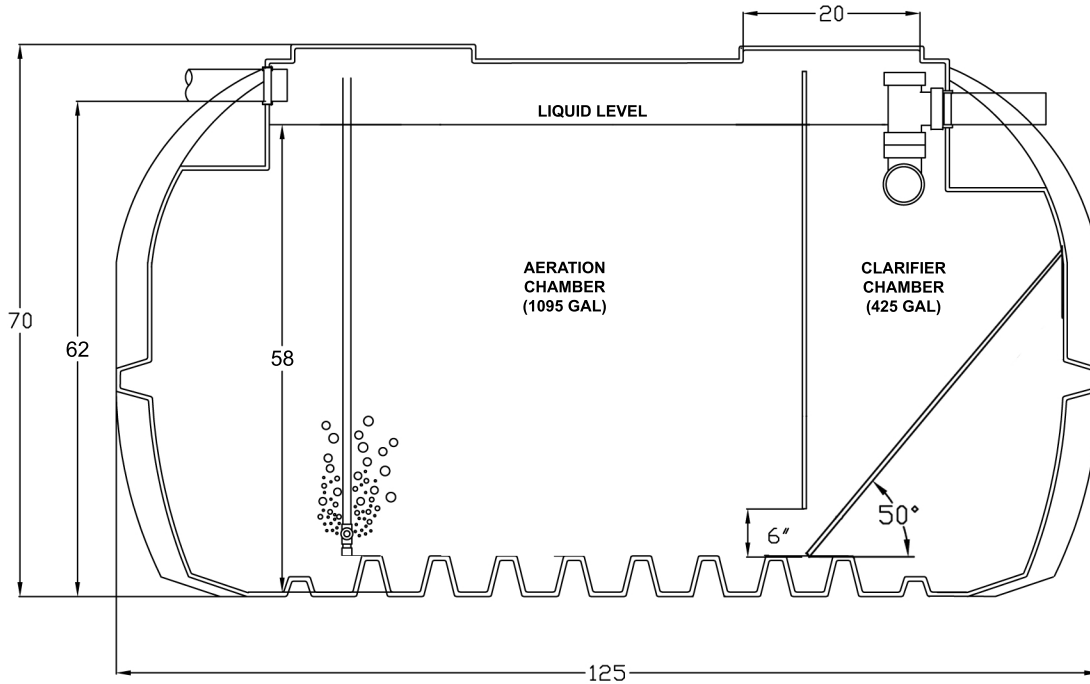 20
LIQUID LEVEL
AERATION
CHAMBER
(1095 GAL)
CLARIFIER
CHAMBER
(425 GAL)
70
62
58
50°
6"
125